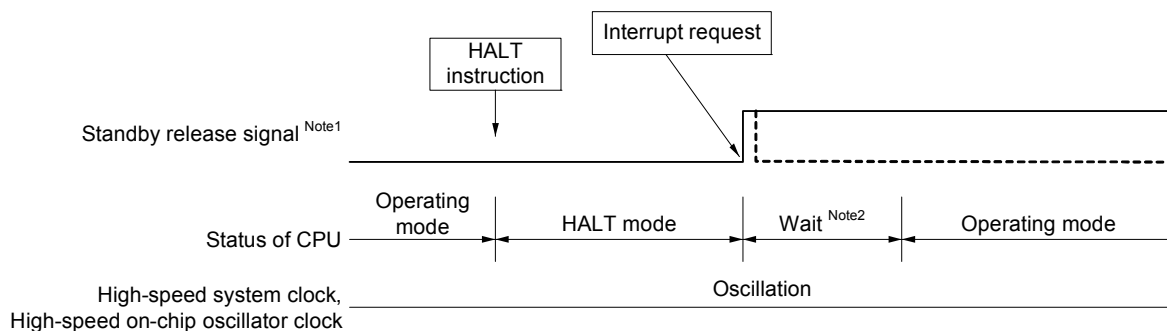 Interrupt request
HALT
instruction
Standby release signal Note1
Operating
mode
HALT mode
Wait Note2
Operating mode
Status of CPU
Oscillation
High-speed system clock,
High-speed on-chip oscillator clock